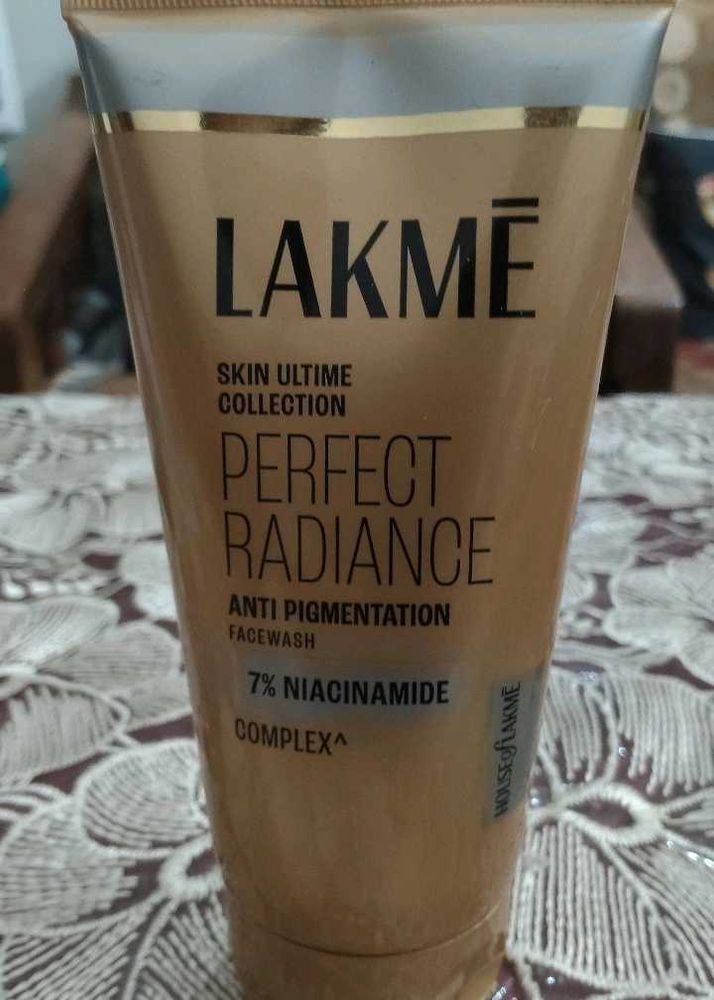 LAKMĒ
SKIN ULTIME
COLLECTION
PERFECT
RADIANCE
ANTI PIGMENTATION
FACEWASH
7% NIACINAMIDE
COMPLEX^
HOUSE of LAKMĒ